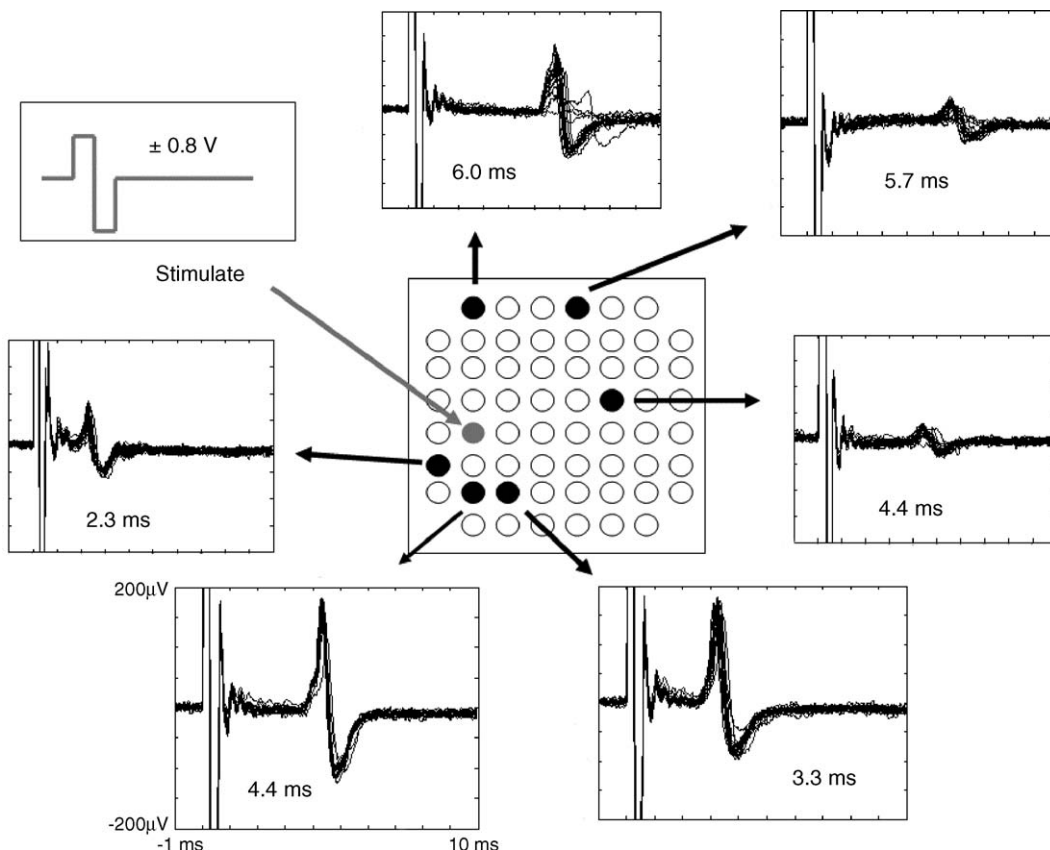 ± 0.8 V
6.0 ms
5.7 ms
Stimulate
2.3 ms
4.4 ms
200μV
4.4 ms
3.3 ms
-200μV
-1 ms
10 ms